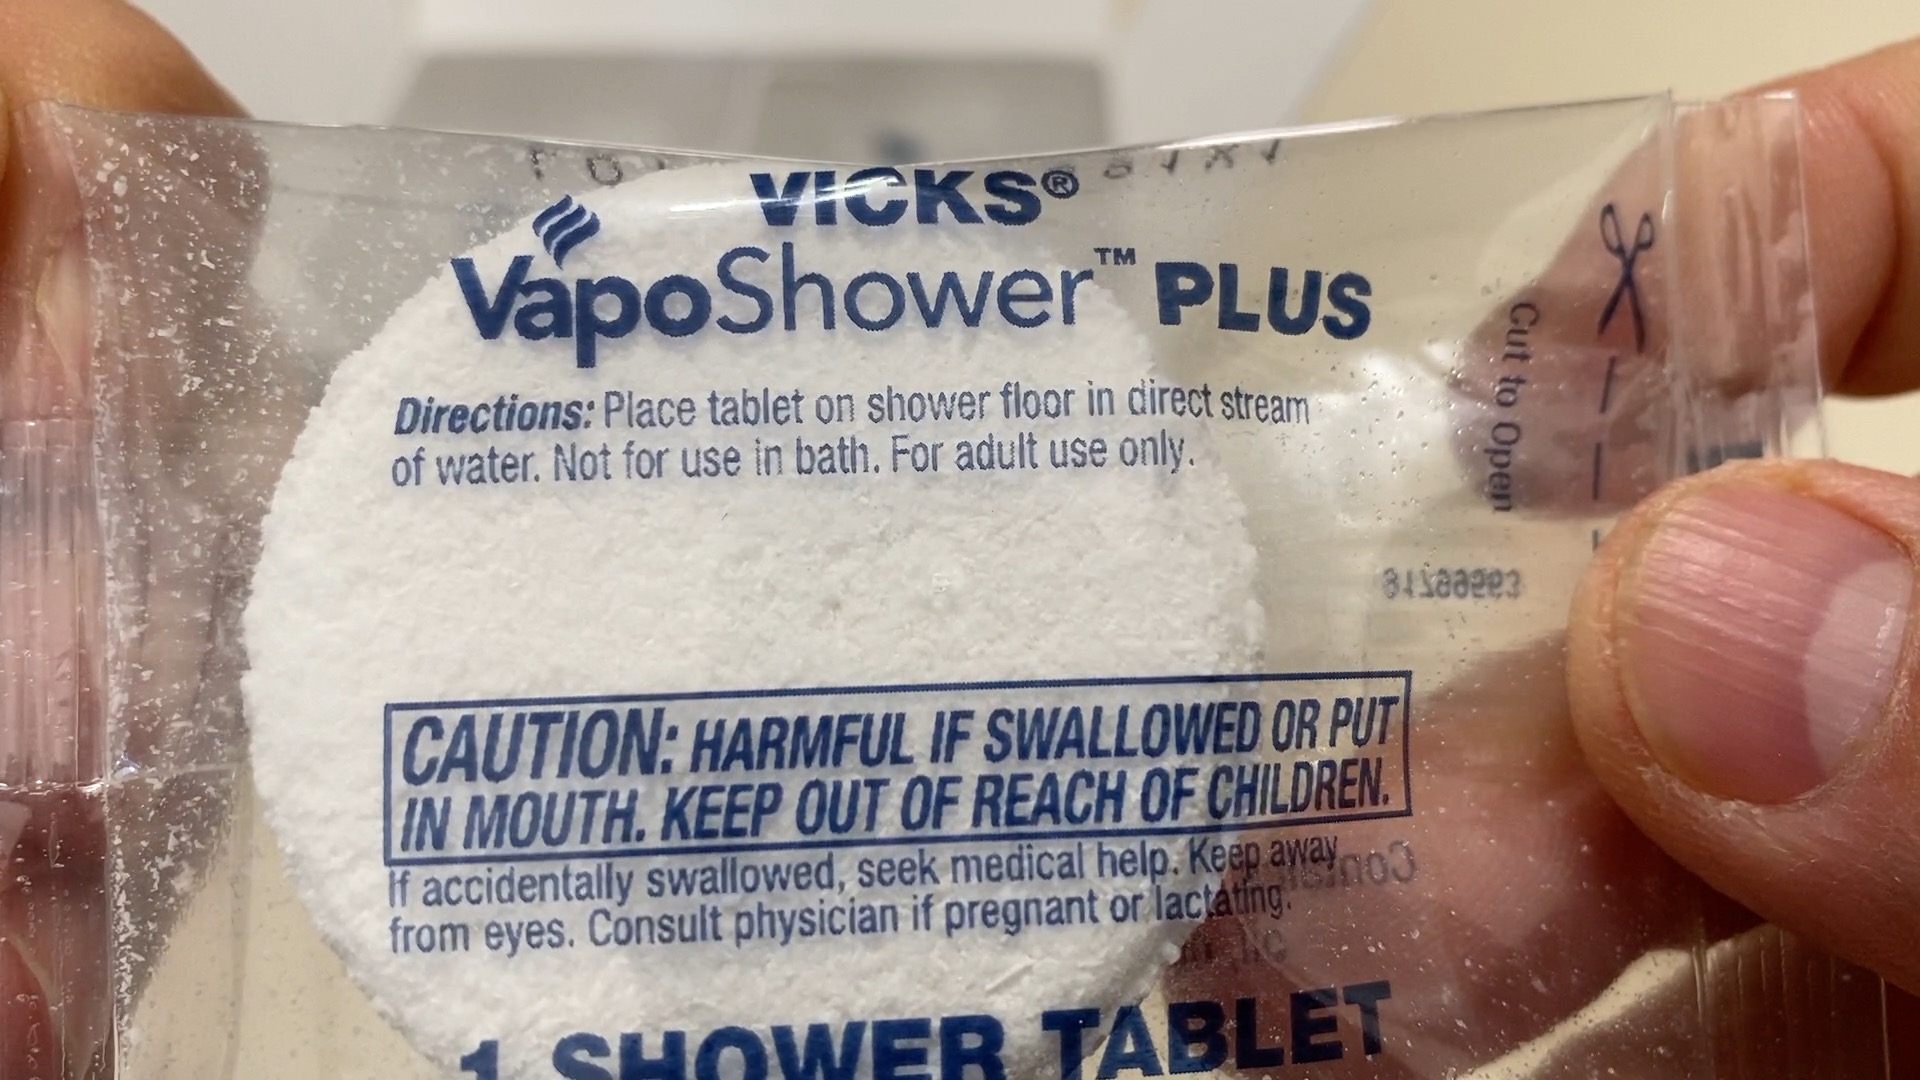 VICKS®
VapoShower™ PLUS
Directions: Place tablet on shower floor in direct stream
of water. Not for use in bath. For adult use only.
Cut to Open
CAUTION: HARMFUL IF SWALLOWED OR PUT
IN MOUTH. KEEP OUT OF REACH OF CHILDREN.
If accidentally swallowed, seek medical help. Keep away
from eyes. Consult physician if pregnant or lactating.
1 SHOWER TABLET